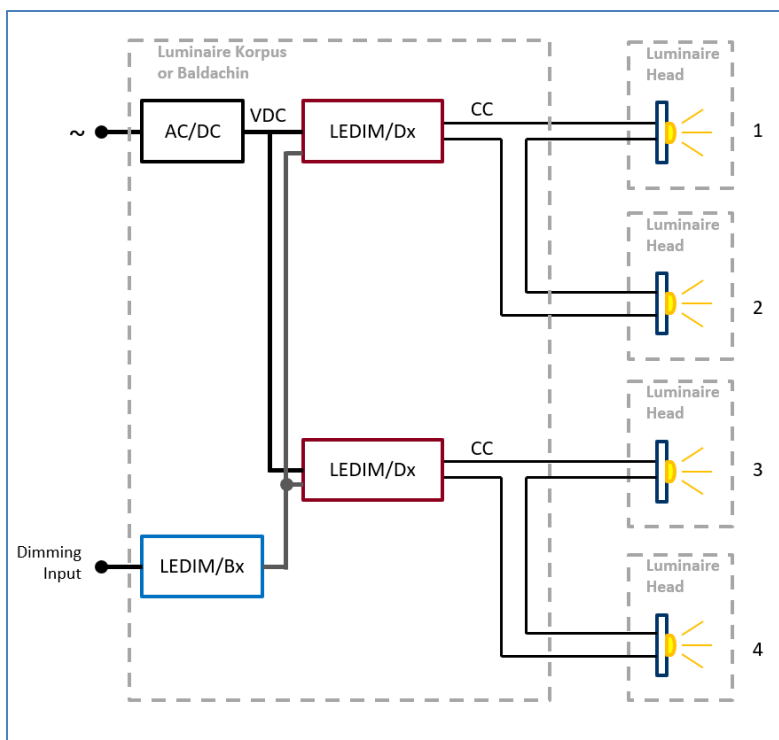 Luminaire Korpus
or Baldachin
Luminaire
Head
~
AC/DC
VDC
LEDIM/Dx
CC
1
Luminaire
Head
2
Luminaire
Head
LEDIM/Dx
CC
3
Dimming
Input
LEDIM/Bx
Luminaire
Head
4